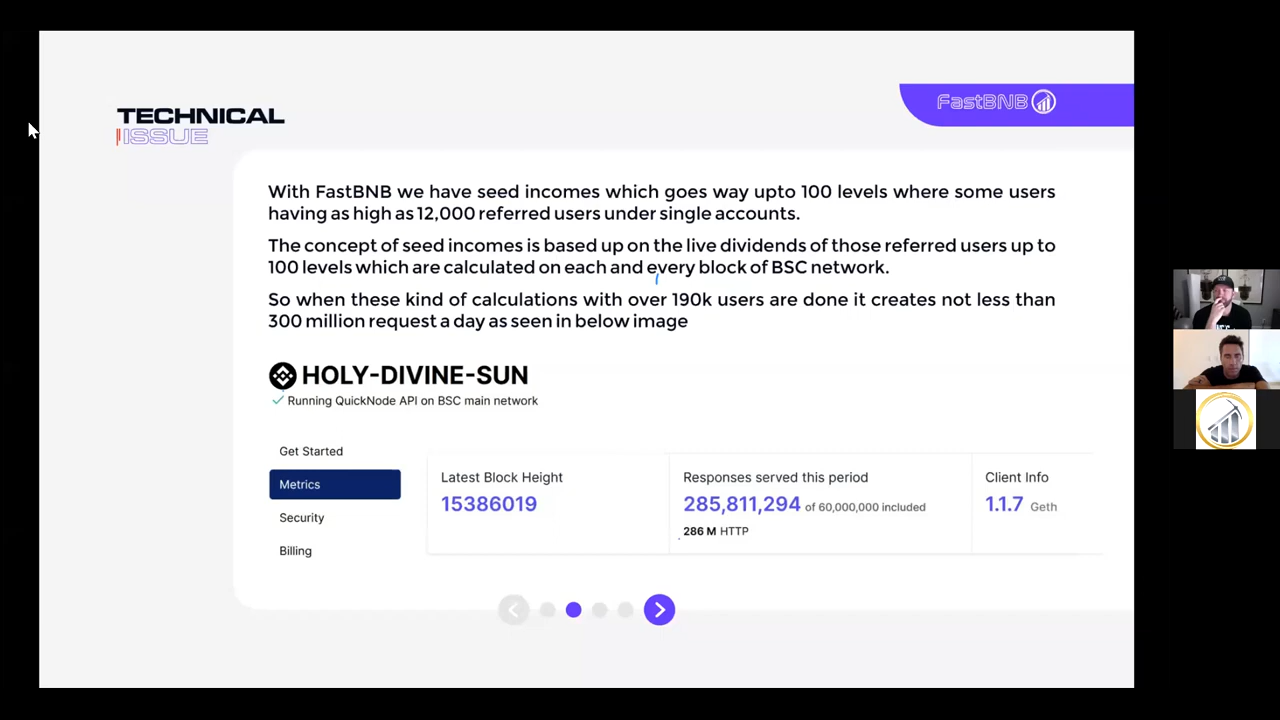 TECHNICAL
ISSUE
FastBNB
With FastBNB we have seed incomes which goes way upto 100 levels where some users
having as high as 12,000 referred users under single accounts.
The concept of seed incomes is based up on the live dividends of those referred users up to
100 levels which are calculated on each and every block of BSC network.
So when these kind of calculations with over 190k users are done it creates not less than
300 million request a day as seen in below image
HOLY-DIVINE-SUN
Running QuickNode API on BSC main network
Get Started
Metrics
Security
Billing
Latest Block Height
15386019
Responses served this period
285,811,294 of 60,000,000 included
286 M HTTP
Client Info
1.1.7 Geth